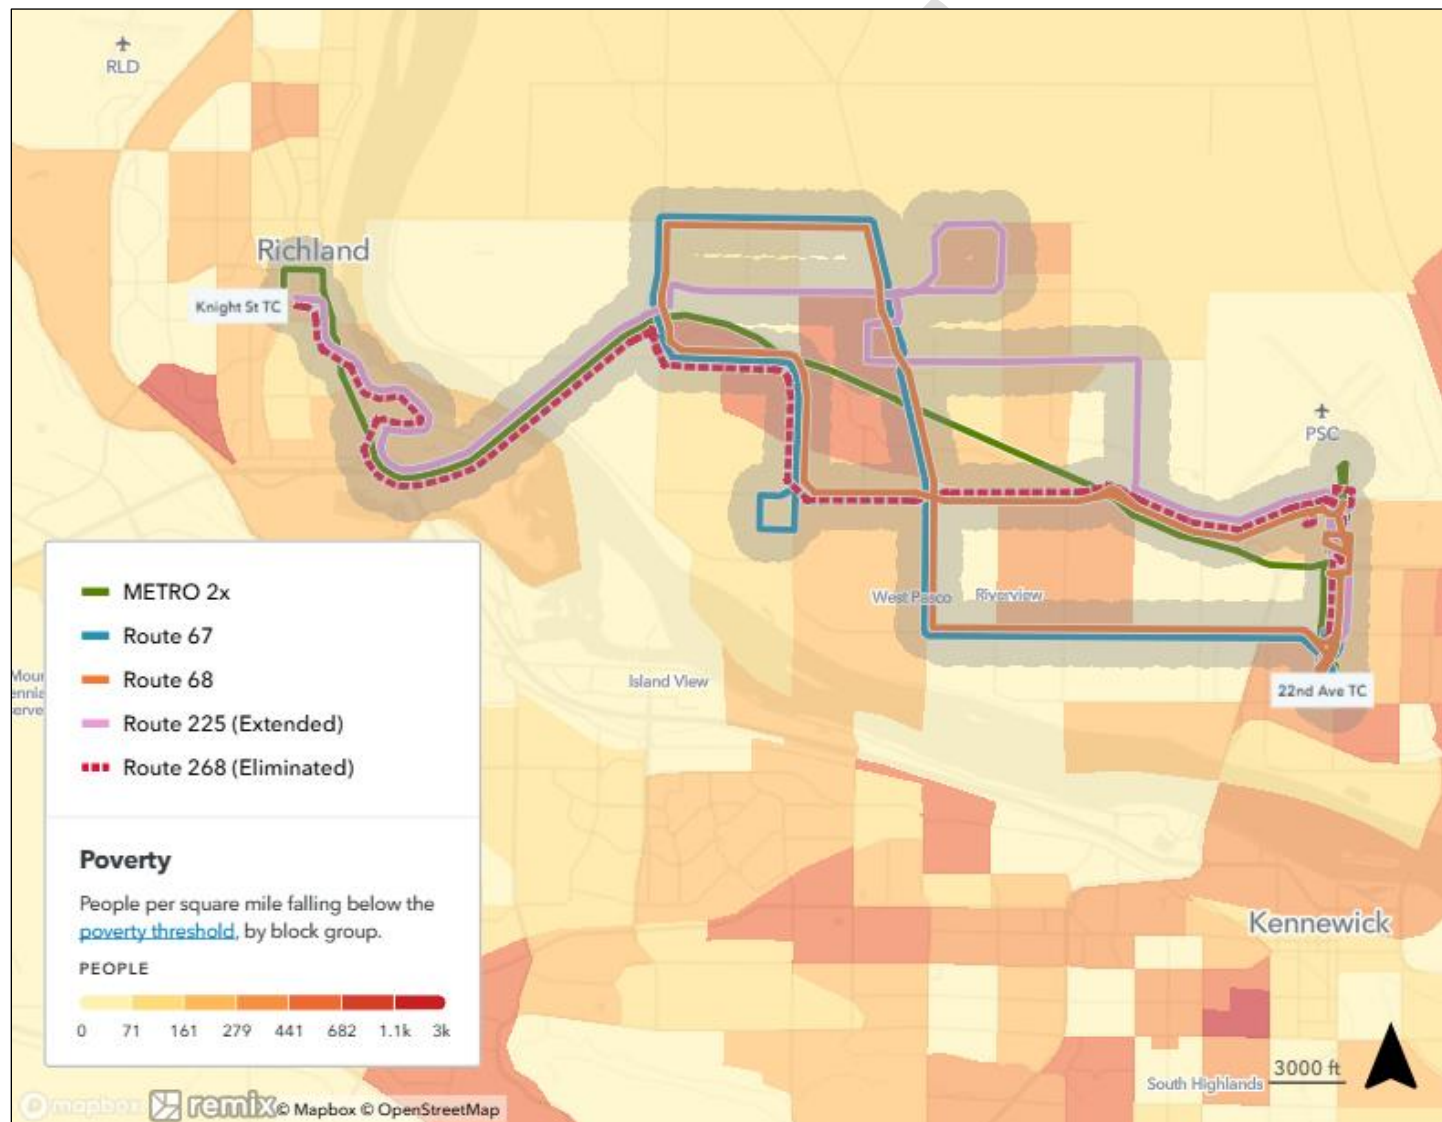 RLD
Richland
Knight St TC
PSC
West Pasco
Riverview
Island View
22nd Ave TC
METRO 2x
Route 67
Route 68
Route 225 (Extended)
Route 268 (Eliminated)
Poverty
People per square mile falling below the
poverty threshold, by block group.
PEOPLE
0 71 161 279 441 682 1.1k 3k
Kennewick
South Highlands
3000 ft
mapbox remix © Mapbox © OpenStreetMap